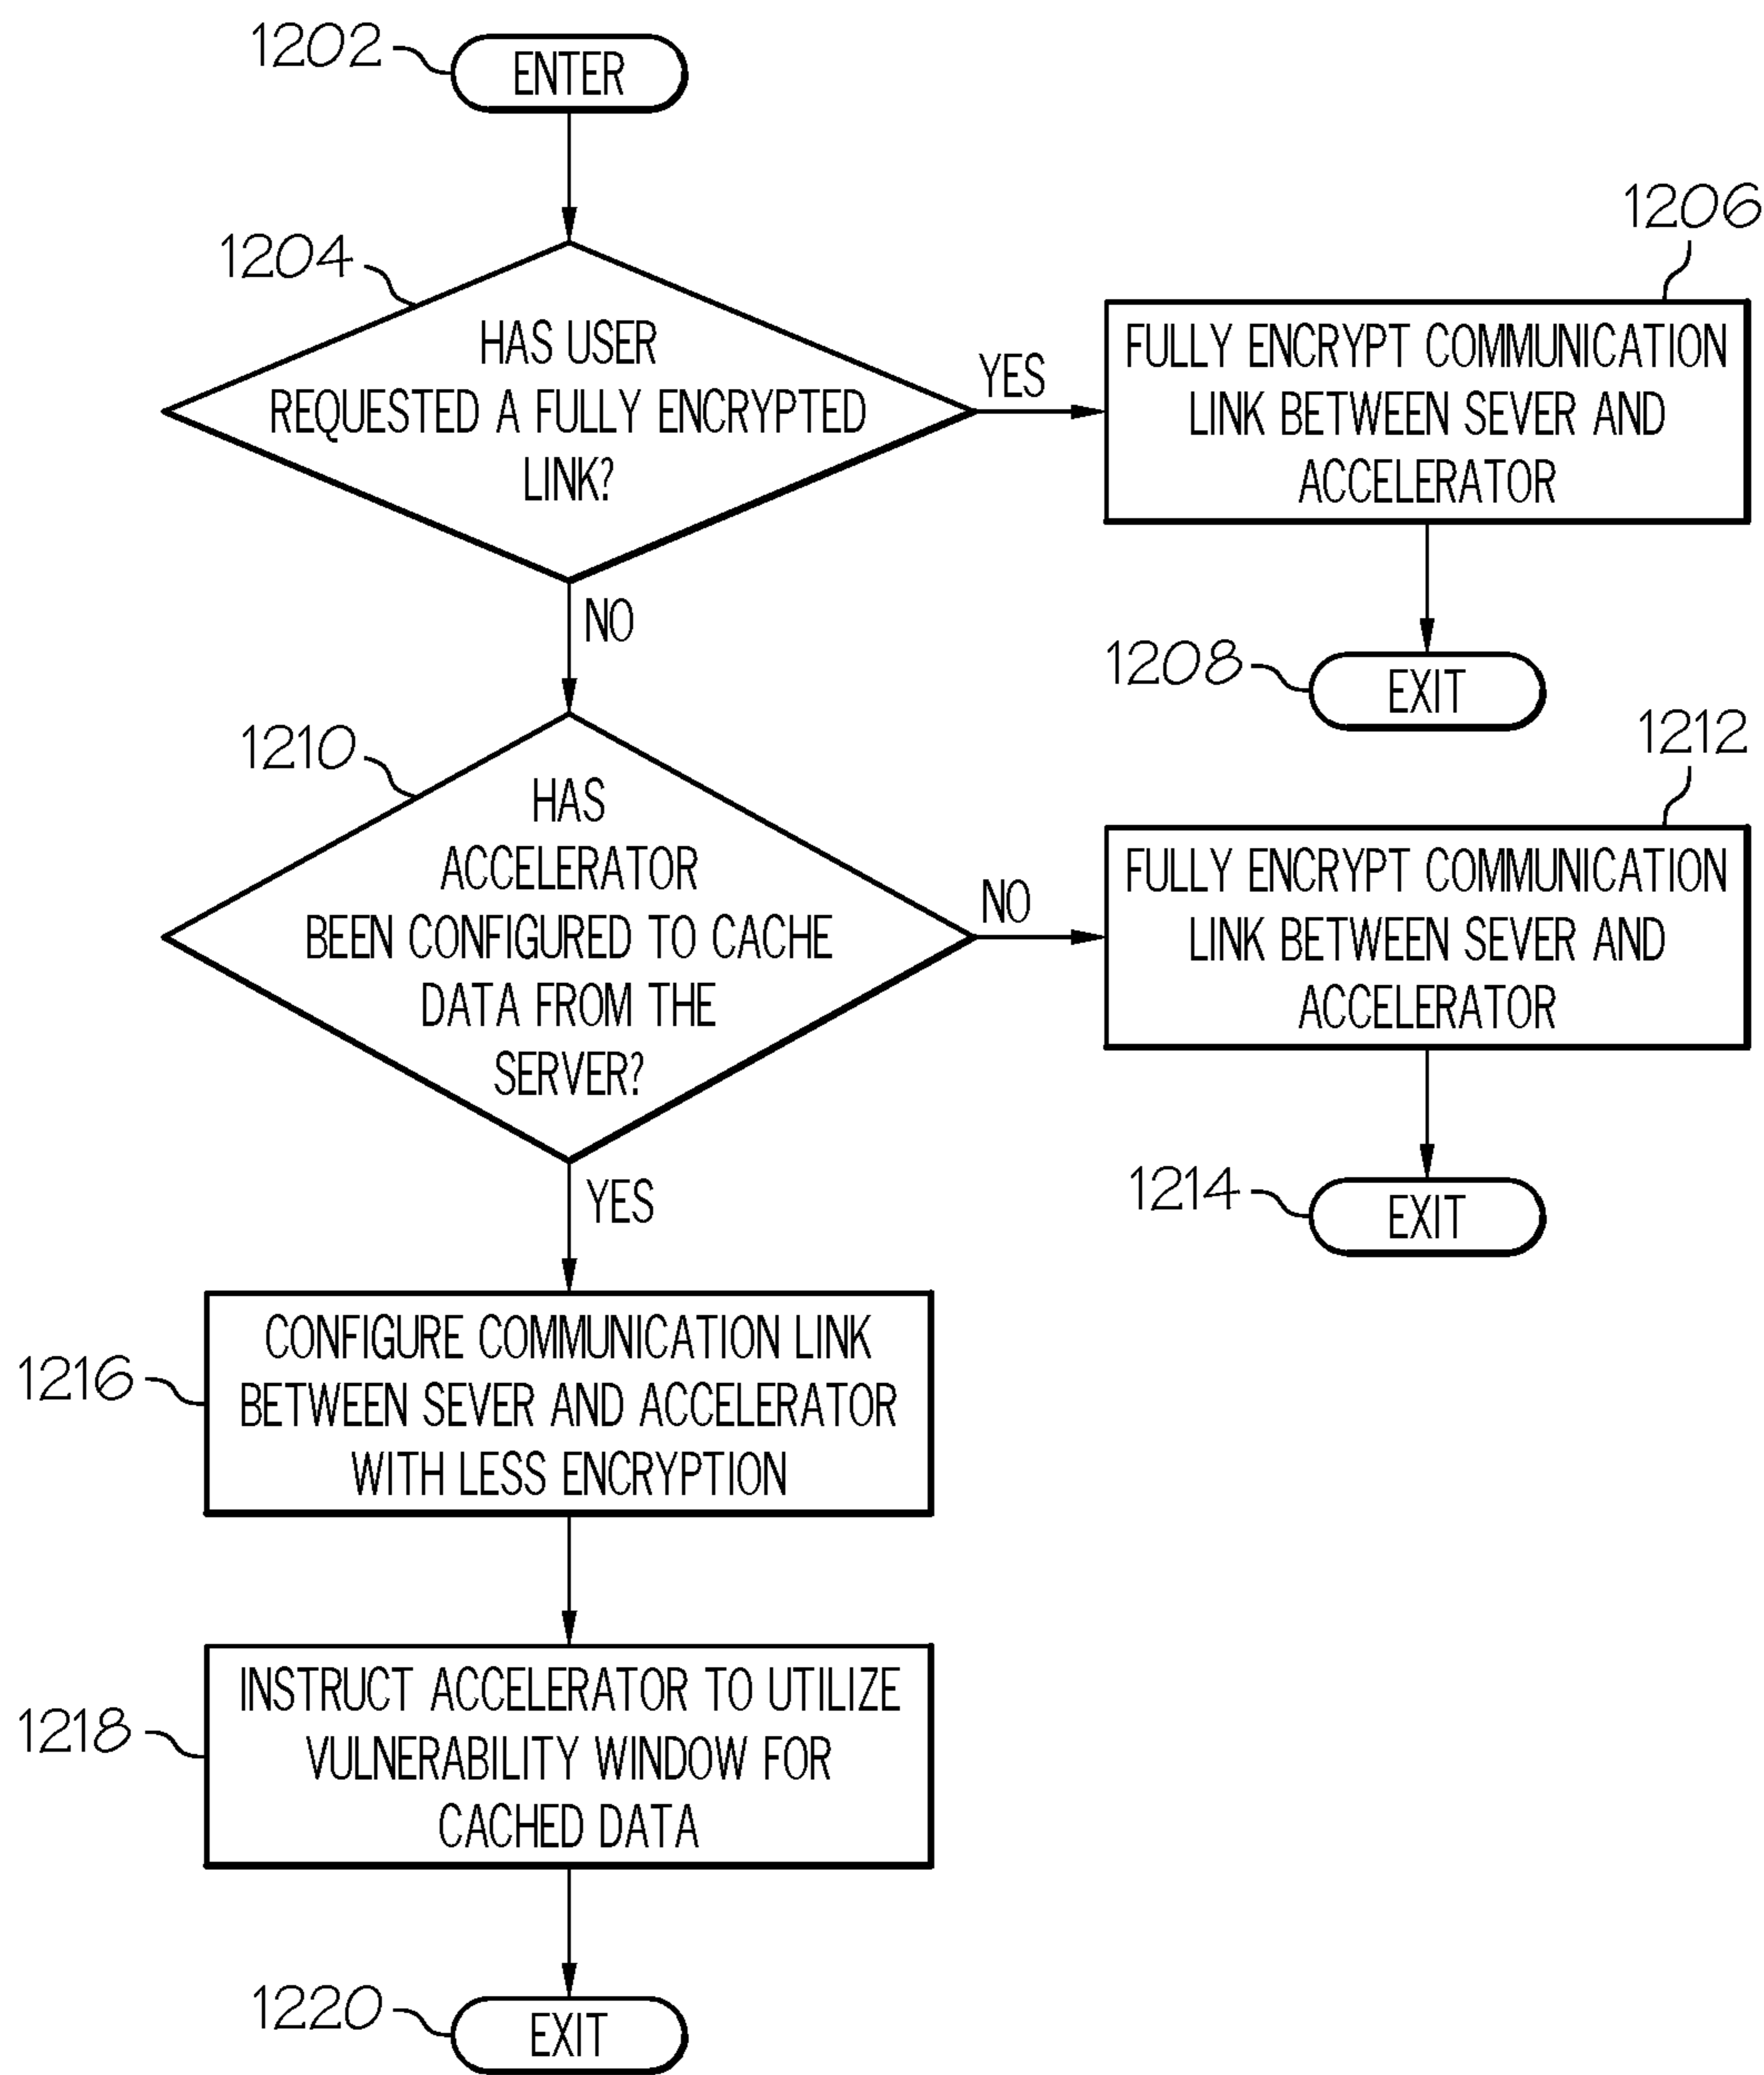 1202
ENTER
1204
HAS USER
REQUESTED A FULLY ENCRYPTED
LINK?
YES
1206
FULLY ENCRYPT COMMUNICATION
LINK BETWEEN SEVER AND
ACCELERATOR
1208
EXIT
NO
1210
HAS
ACCELERATOR
BEEN CONFIGURED TO CACHE
DATA FROM THE
SERVER?
NO
1212
FULLY ENCRYPT COMMUNICATION
LINK BETWEEN SEVER AND
ACCELERATOR
1214
EXIT
YES
1216
CONFIGURE COMMUNICATION LINK
BETWEEN SEVER AND ACCELERATOR
WITH LESS ENCRYPTION
1218
INSTRUCT ACCELERATOR TO UTILIZE
VULNERABILITY WINDOW FOR
CACHED DATA
1220
EXIT